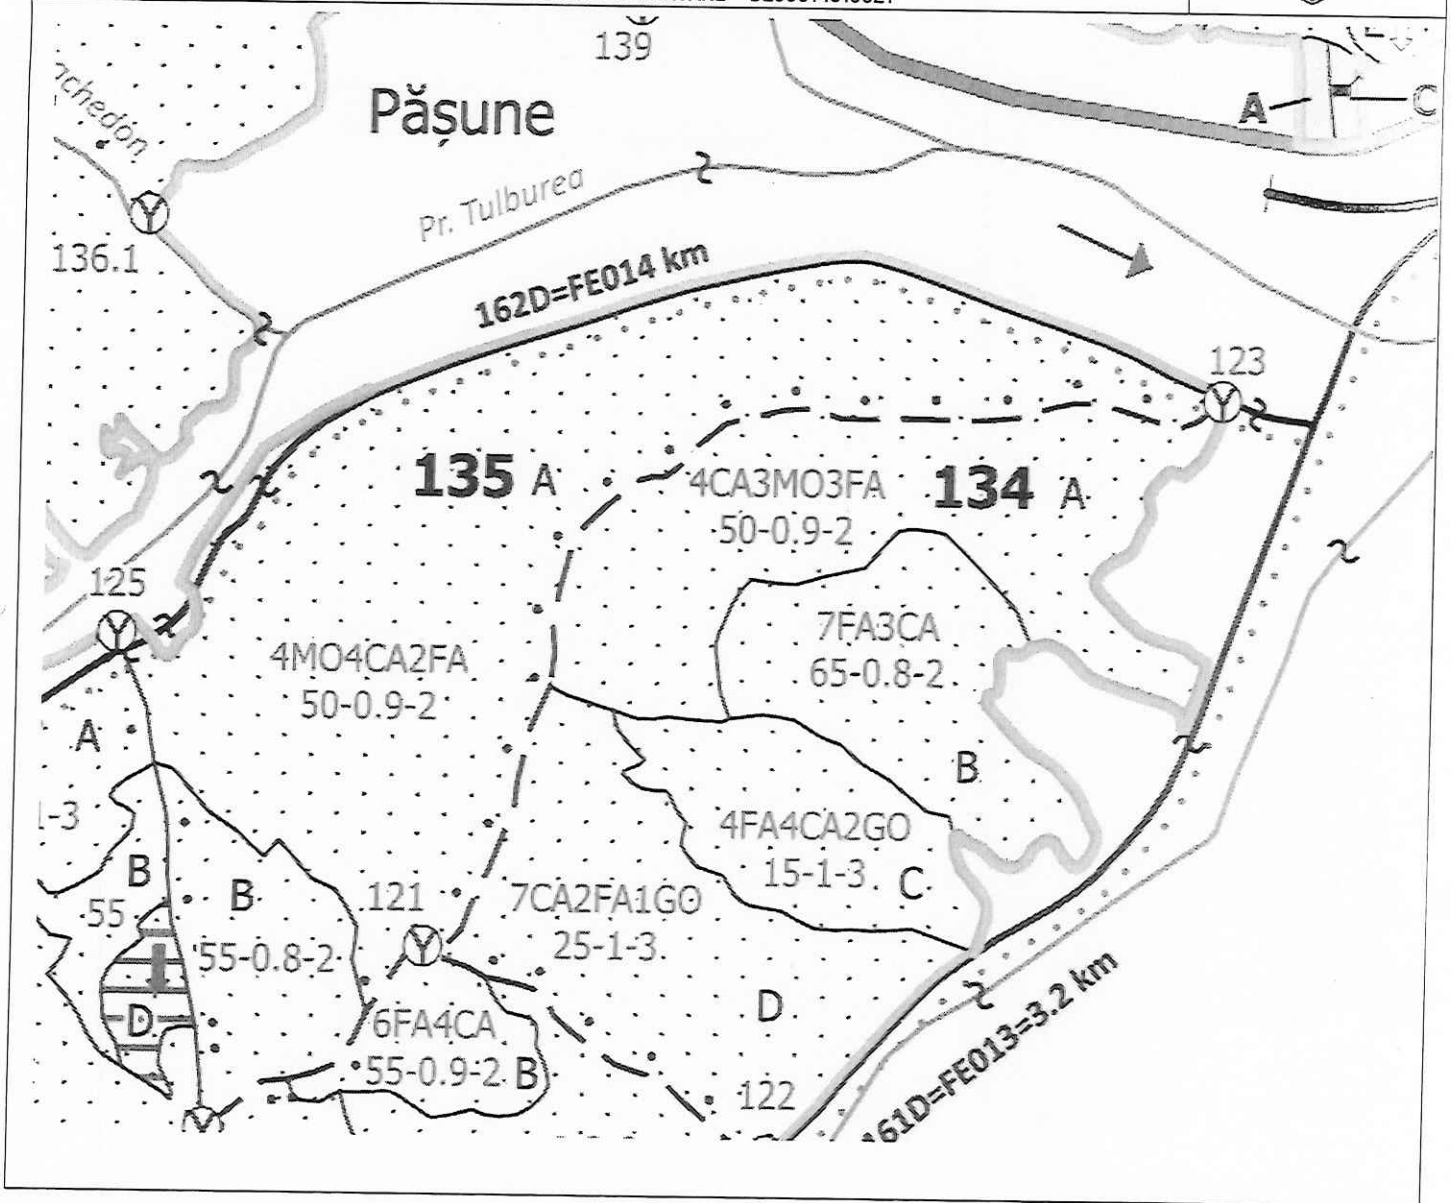 139
Pășune
A
C
Pr. Tulburea
136.1
162D=FE014 km
123
135 A
4CA3MO3FA
50-0.9-2
134 A
125
7FA3CA
65-0.8-2
4MO4CA2FA
50-0.9-2
A
B
4FA4CA2GO
15-1-3
C
-3
B
B
121
7CA2FA1GO
25-1-3
55
55-0.8-2
D
D
6FA4CA
55-0.9-2 B
122
61D=FE013=3.2 km